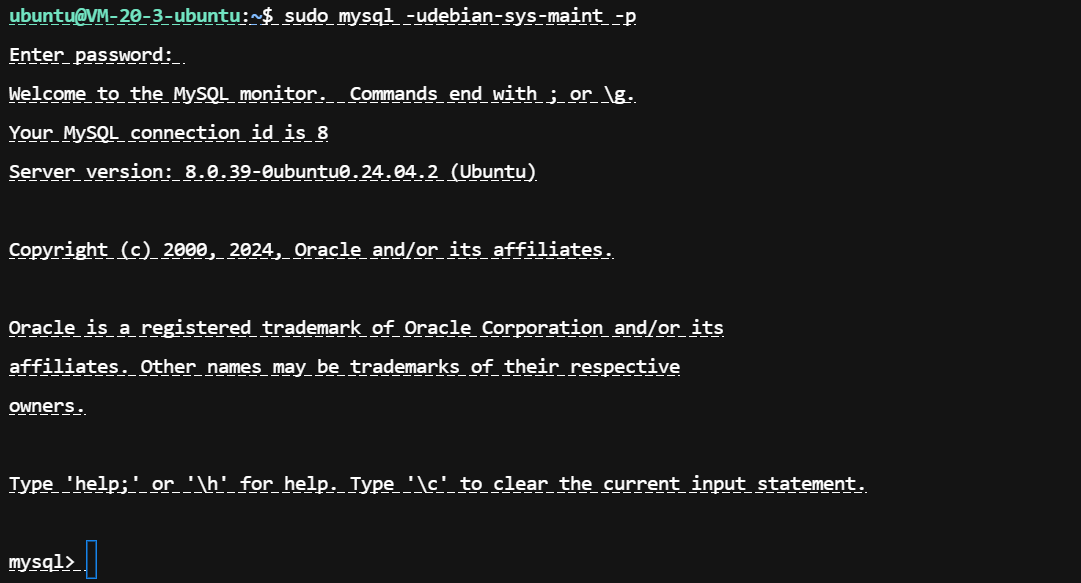 ubuntu@VM-20-3-ubuntu:~$ sudo mysql -udebian-sys-maint -p
Enter password:
Welcome to the MySQL monitor.  Commands end with ; or \g.
Your MySQL connection id is 8
Server version: 8.0.39-0ubuntu0.24.04.2 (Ubuntu)
Copyright (c) 2000, 2024, Oracle and/or its affiliates.
Oracle is a registered trademark of Oracle Corporation and/or its
affiliates. Other names may be trademarks of their respective
owners.
Type 'help;' or '\h' for help. Type '\c' to clear the current input statement.
mysql>